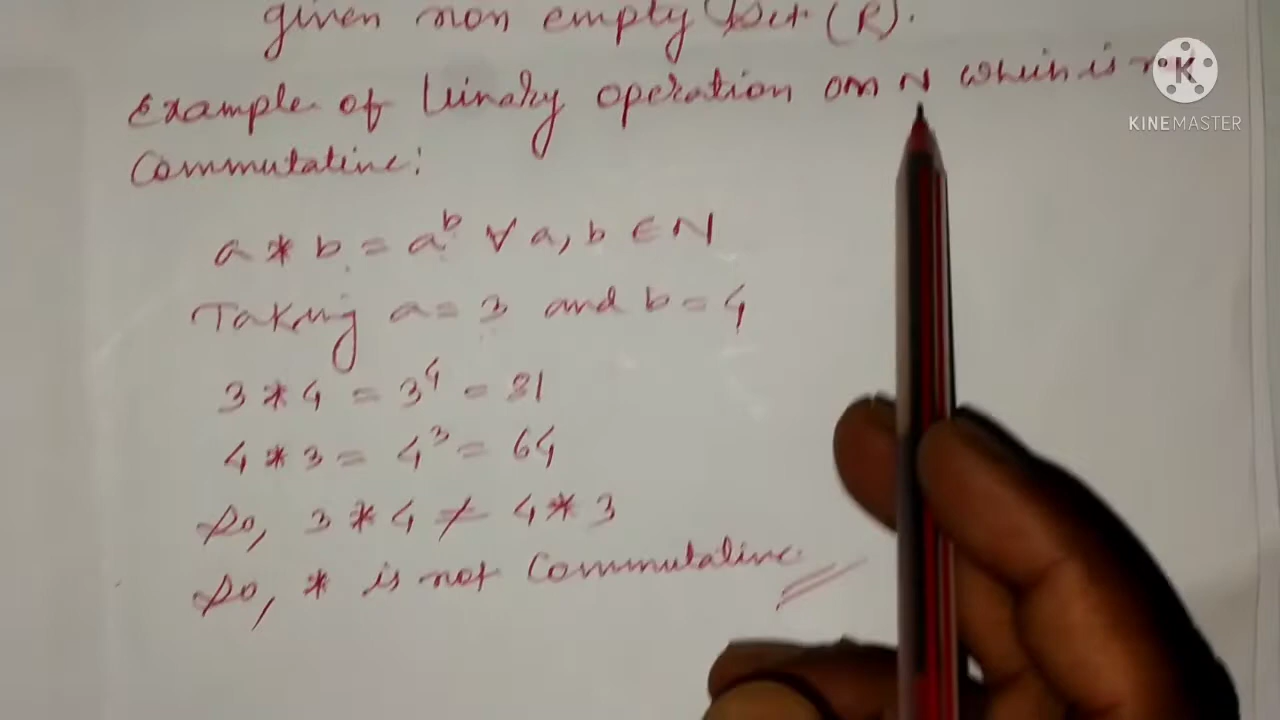 given non empty Set (R).
Example of binary operation on N which is
Commutative:
a * b = a^b ∀ a, b ∈ N
Taking a = 3 and b = 4
3 * 4 = 3^4 = 81
4 * 3 = 4^3 = 64
So, 3 * 4 ≠ 4 * 3
So, * is not Commutative.
KINEMASTER